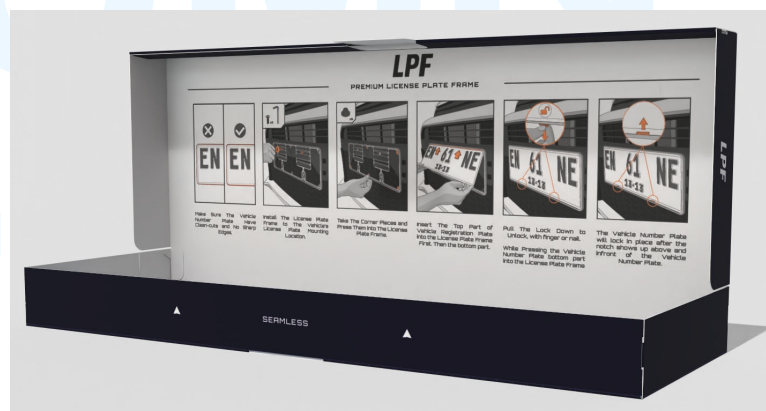 LPF
PREMIUM LICENSE PLATE FRAME
EN
EN
EN 61 NE
13-13
EN 61 NE
13-13
EN 61 NE
13-13
Make Sure The Vehicle
Number Plate Have
Clean-cuts and No Sharp
Edges.
Install The License Plate
Frame to The Vehicle's
License Plate Mounting
Location.
Take The Corner Pieces and
Press Them Into The License
Plate Frame.
Insert The Top Part of
Vehicle Registration Plate
into the License Plate Frame
First. Then the bottom part.
Pull The Lock Down to
Unlock, with finger or nail.
While Pressing the Vehicle
Number Plate bottom part
into the License Plate Frame
The Vehicle Number Plate
will lock in place after the
notch shows up above and
infront of the Vehicle
Number Plate.
LPF
SEAMLESS